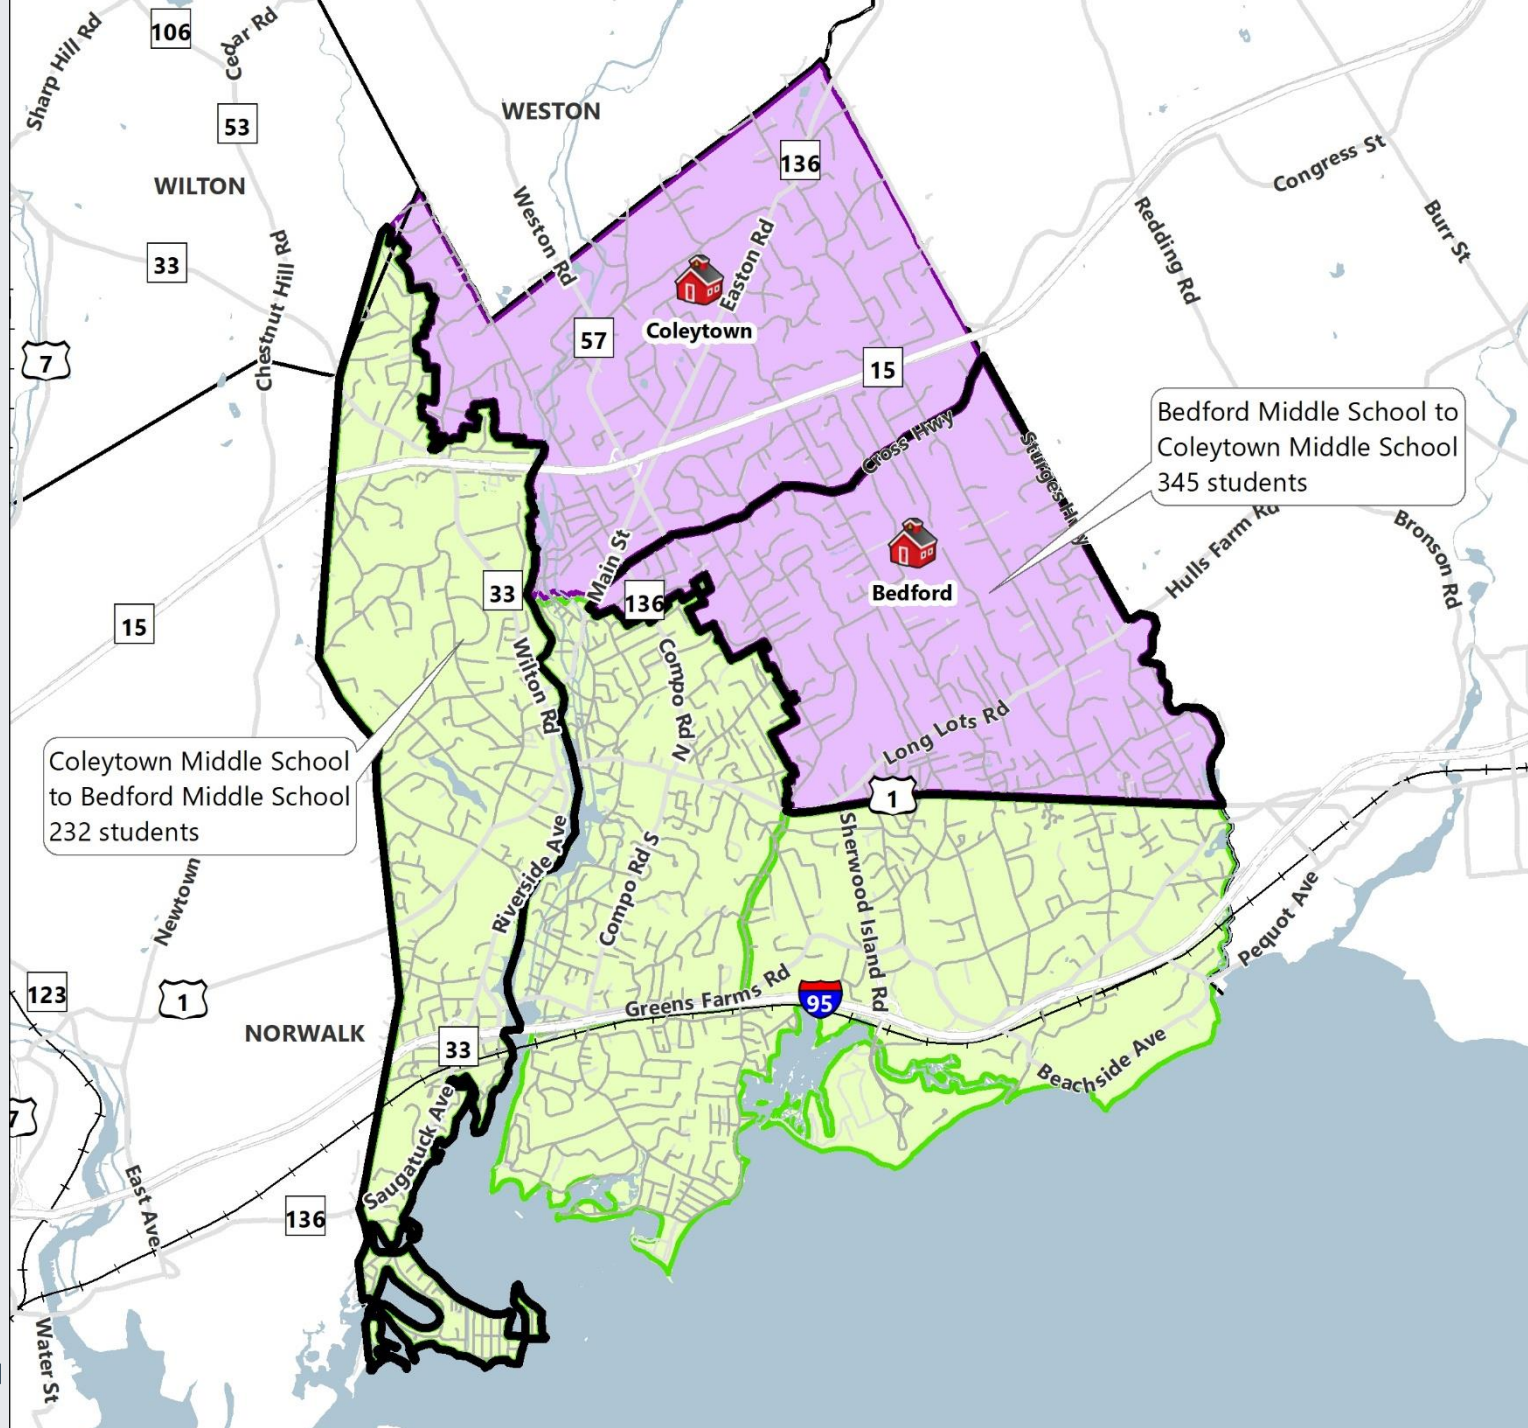 106
Cedar Rd
Sharp Hill Rd
53
WESTON
WILTON
136
Congress St
33
Weston Rd
Redding Rd
Burr St
Chestnut Hill Rd
Easton Rd
Coleytown
57
7
15
Bedford Middle School to
Coleytown Middle School
345 students
Cross Hwy
Sturges Hwy
Hulls Farm Rd
Bronson Rd
Main St
Bedford
33
136
15
Wilton Rd
Compo Rd N
Long Lots Rd
Coleytown Middle School
to Bedford Middle School
232 students
1
Riverside Ave
Compo Rd S
Sherwood Island Rd
Newtown
Pequot Ave
123
1
Greens Farms Rd
95
NORWALK
33
Beachside Ave
7
Saugatuck Ave
East Ave
136
Water St